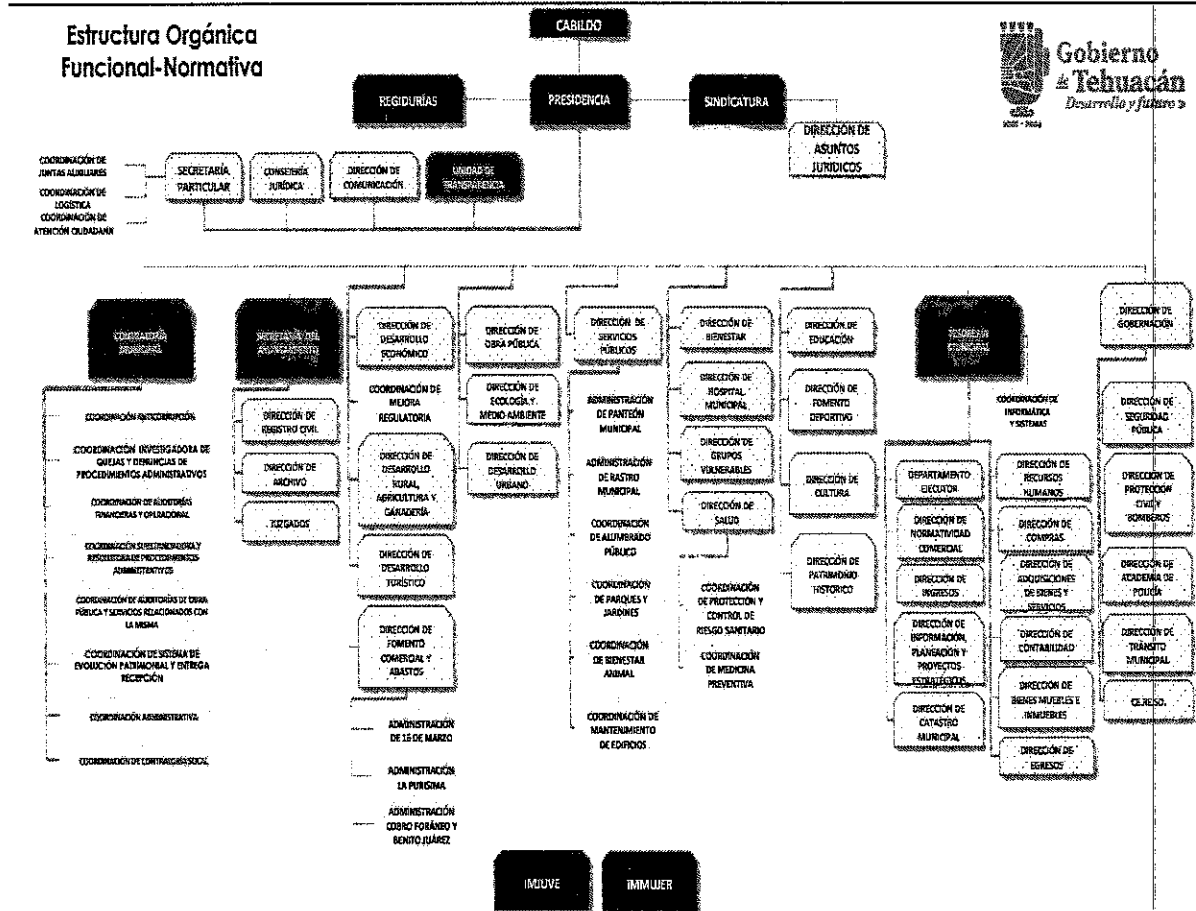 Estructura Orgánica
Funcional-Normativa
CABILDO
REGIDURÍAS
PRESIDENCIA
SINDICATURA
Gobierno
de Tehuacán
Desarrollo y futuro
DIRECCIÓN DE
ASUNTOS
JURIDICOS
COORDINACIÓN DE
JUNTAS AUXILIARES
COORDINACIÓN DE
LOGÍSTICA
COORDINACIÓN DE
ATENCIÓN CIUDADANA
SECRETARÍA
PARTICULAR
CONSEJERÍA
JURÍDICA
DIRECCIÓN DE
COMUNICACIÓN
UNIDAD DE
TRANSPARENCIA
COORDINACIÓN ANTICORRUPCIÓN
COORDINACIÓN INVESTIGADORA DE
QUEJAS Y DENUNCIAS DE
PROCEDIMIENTOS ADMINISTRATIVOS
COORDINACIÓN DE AUDITORÍAS
FINANCIERAS Y OPERACIONAL
COORDINACIÓN SUBSTANCIADORA Y
RESOLUTORA DE PROCEDIMIENTOS
ADMINISTRATIVOS
COORDINACIÓN DE AUDITORÍAS DE OBRA
PÚBLICA Y SERVICIOS RELACIONADOS CON
LA MISMA
COORDINACIÓN DE SISTEMA DE
EVOLUCIÓN PATRIMONIAL Y ENTREGA
RECEPCIÓN
COORDINACIÓN ADMINISTRATIVA
COORDINACIÓN DE CONTRALORÍA SOCIAL
DIRECCIÓN DE
REGISTRO CIVIL
DIRECCIÓN DE
ARCHIVO
JUZGADOS
DIRECCIÓN DE
DESARROLLO
ECONÓMICO
COORDINACIÓN DE
MEJORA
REGULATORIA
DIRECCIÓN DE
DESARROLLO
RURAL,
AGRICULTURA Y
GANADERÍA
DIRECCIÓN DE
DESARROLLO
TURÍSTICO
DIRECCIÓN DE
FOMENTO
COMERCIAL Y
ABASTOS
ADMINISTRACIÓN
DE 16 DE MARZO
ADMINISTRACIÓN
LA PURISIMA
ADMINISTRACIÓN
COBRO FORÁNEO Y
BENITO JUÁREZ
DIRECCIÓN DE
OBRA PÚBLICA
DIRECCIÓN DE
ECOLOGÍA Y
MEDIO AMBIENTE
DIRECCIÓN DE
DESARROLLO
URBANO
DIRECCIÓN DE
SERVICIOS
PÚBLICOS
ADMINISTRACIÓN
DE PANTEÓN
MUNICIPAL
ADMINISTRACIÓN
DE RASTRO
MUNICIPAL
COORDINACIÓN
DE ALUMBRADO
PÚBLICO
COORDINACIÓN
DE PARQUES Y
JARDINES
COORDINACIÓN
DE BIENESTAR
ANIMAL
COORDINACIÓN DE
MANTENIMIENTO
DE EDIFICIOS
DIRECCIÓN DE
BIENESTAR
DIRECCIÓN DE
HOSPITAL
MUNICIPAL
DIRECCIÓN DE
GRUPOS
VULNERABLES
DIRECCIÓN DE
SALUD
COORDINACIÓN
DE PROTECCIÓN Y
CONTROL DE
RIESGO SANITARIO
COORDINACIÓN
DE MEDICINA
PREVENTIVA
DIRECCIÓN DE
EDUCACIÓN
DIRECCIÓN DE
FOMENTO
DEPORTIVO
DIRECCIÓN DE
CULTURA
DIRECCIÓN DE
PATRIMONIO
HISTORICO
COORDINACIÓN DE
INFORMÁTICA
Y SISTEMAS
DEPARTAMENTO
EJECUTOR
DIRECCIÓN DE
NORMATIVIDAD
COMERCIAL
DIRECCIÓN DE
INGRESOS
DIRECCIÓN DE
INFORMACIÓN,
PLANEACIÓN Y
PROYECTOS
ESTRATÉGICOS
DIRECCIÓN DE
CATASTRO
MUNICIPAL
DIRECCIÓN DE
RECURSOS
HUMANOS
DIRECCIÓN DE
COMPRAS
DIRECCIÓN DE
ADQUISICIONES
DE BIENES Y
SERVICIOS
DIRECCIÓN DE
CONTABILIDAD
DIRECCIÓN DE
BIENES MUEBLES E
INMUEBLES
DIRECCIÓN DE
EGRESOS
DIRECCIÓN DE
GOBERNACIÓN
DIRECCIÓN DE
SEGURIDAD
PÚBLICA
DIRECCIÓN DE
PROTECCIÓN
CIVIL Y
BOMBEROS
DIRECCIÓN DE
ACADEMIA DE
POLICÍA
DIRECCIÓN DE
TRÁNSITO
MUNICIPAL
CERESO
IMJUVE
IMMUJER